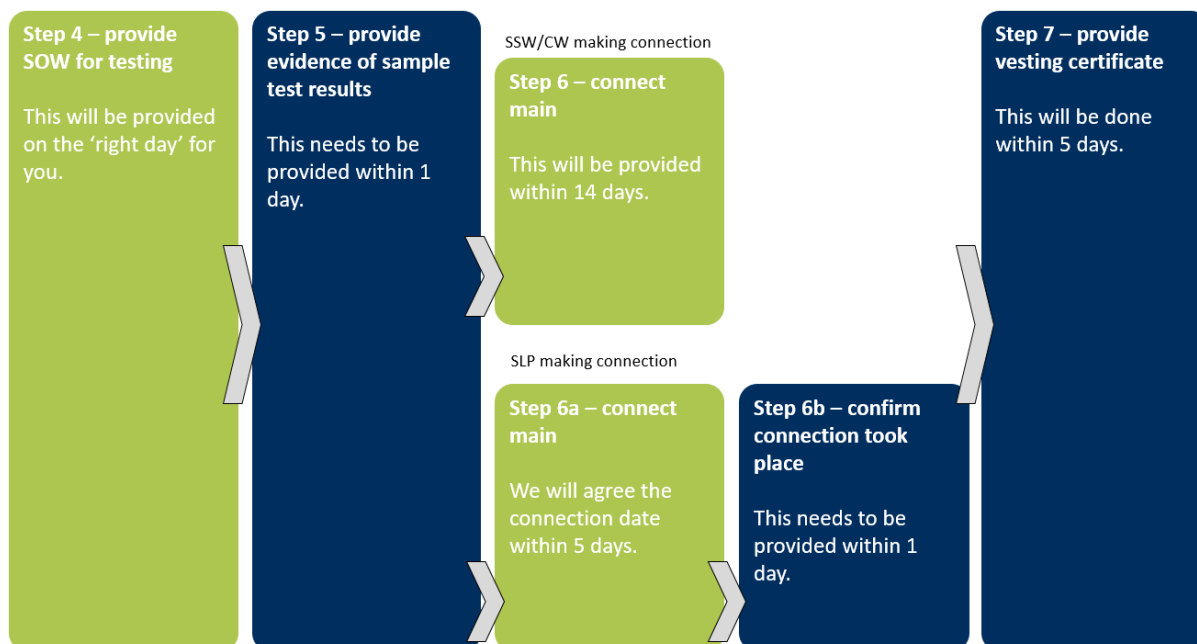 Step 4 – provide
SOW for testing
This will be provided
on the ‘right day’ for
you.
Step 5 – provide
evidence of sample
test results
This needs to be
provided within 1
day.
SSW/CW making connection
Step 6 – connect
main
This will be provided
within 14 days.
SLP making connection
Step 6a – connect
main
We will agree the
connection date
within 5 days.
Step 6b – confirm
connection took
place
This needs to be
provided within 1
day.
Step 7 – provide
vesting certificate
This will be done
within 5 days.